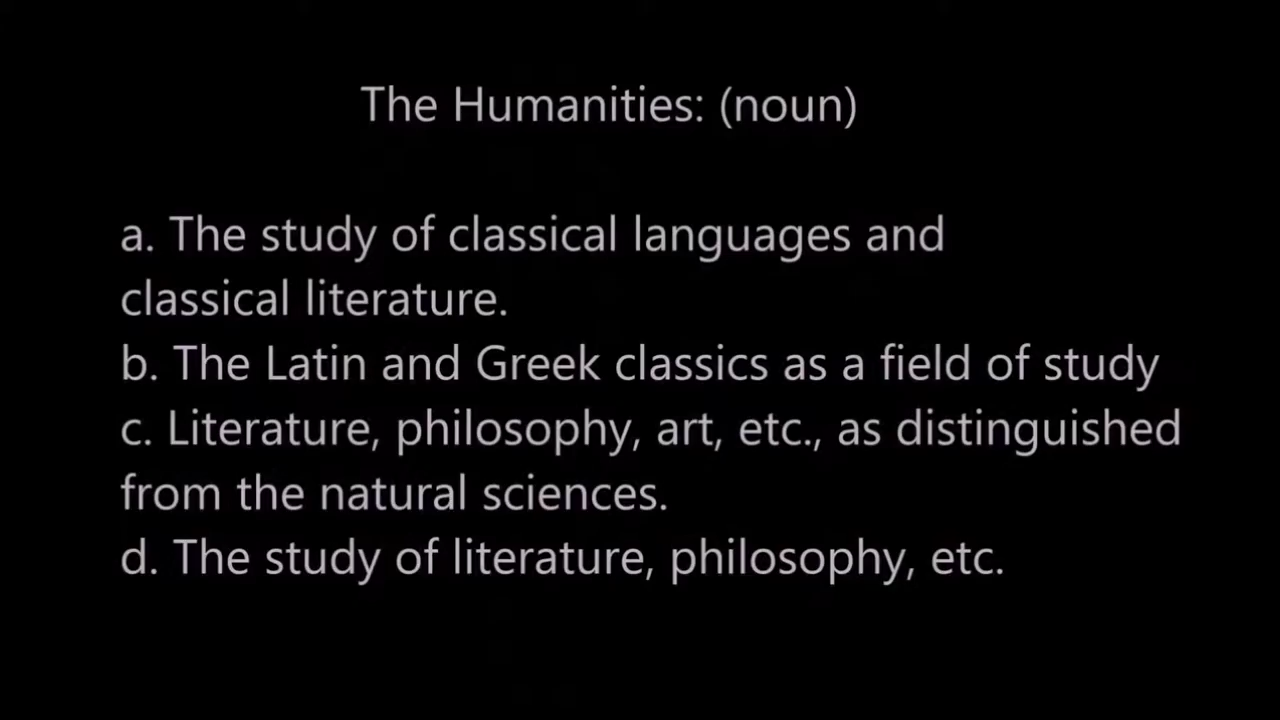 The Humanities: (noun)
a. The study of classical languages and
classical literature.
b. The Latin and Greek classics as a field of study
c. Literature, philosophy, art, etc., as distinguished
from the natural sciences.
d. The study of literature, philosophy, etc.